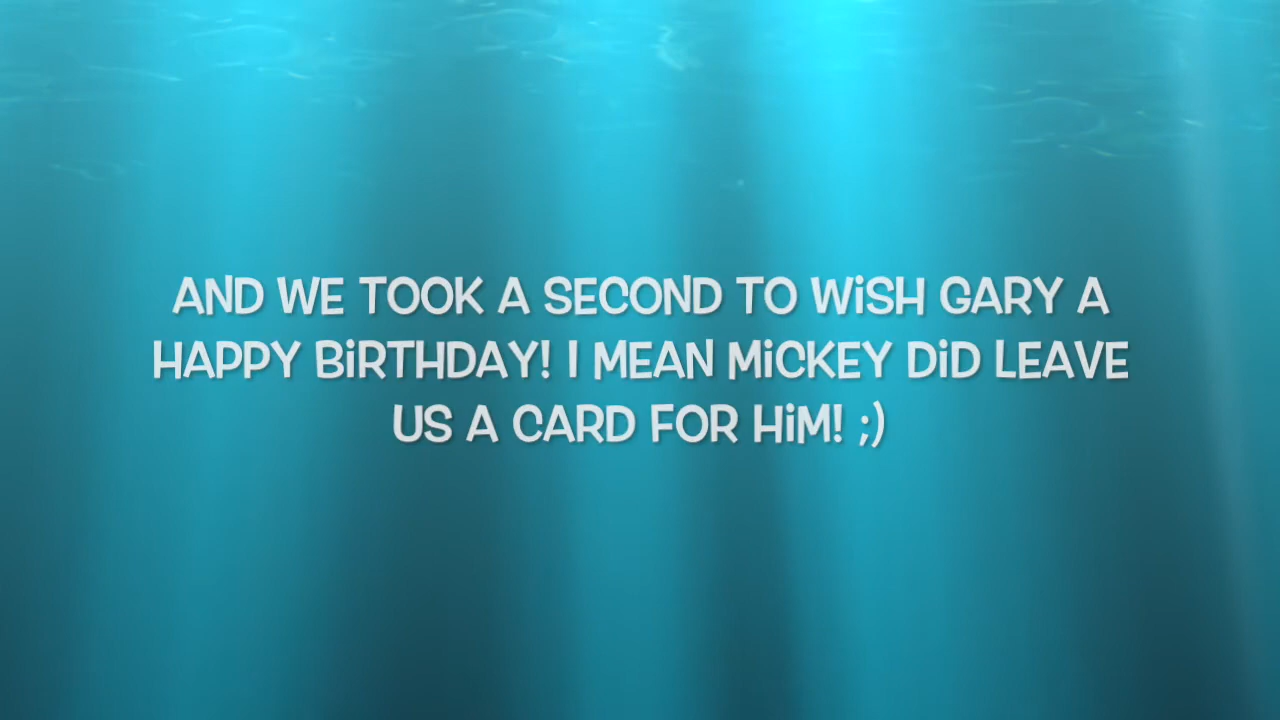 AND WE TOOK A SECOND TO WiSH GARY A
HAPPY BiRTHDAY! I MEAN MiCKEY DiD LEAVE
US A CARD FOR HiM! ;)